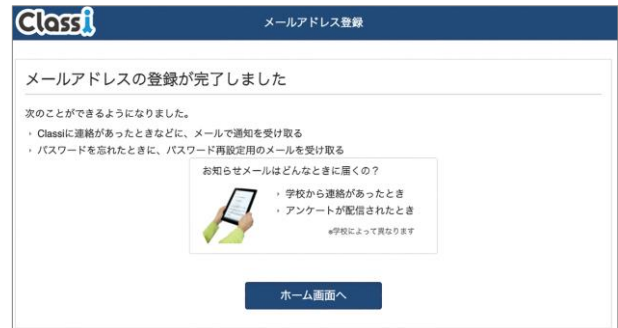 Classi
メールアドレス登録
メールアドレスの登録が完了しました
次のことができるようになりました。
› Classiに連絡があったときなどに、メールで通知を受け取る
› パスワードを忘れたときに、パスワード再設定用のメールを受け取る
お知らせメールはどんなときに届くの？
› 学校から連絡があったとき
› アンケートが配信されたとき
※学校によって異なります
ホーム画面へ